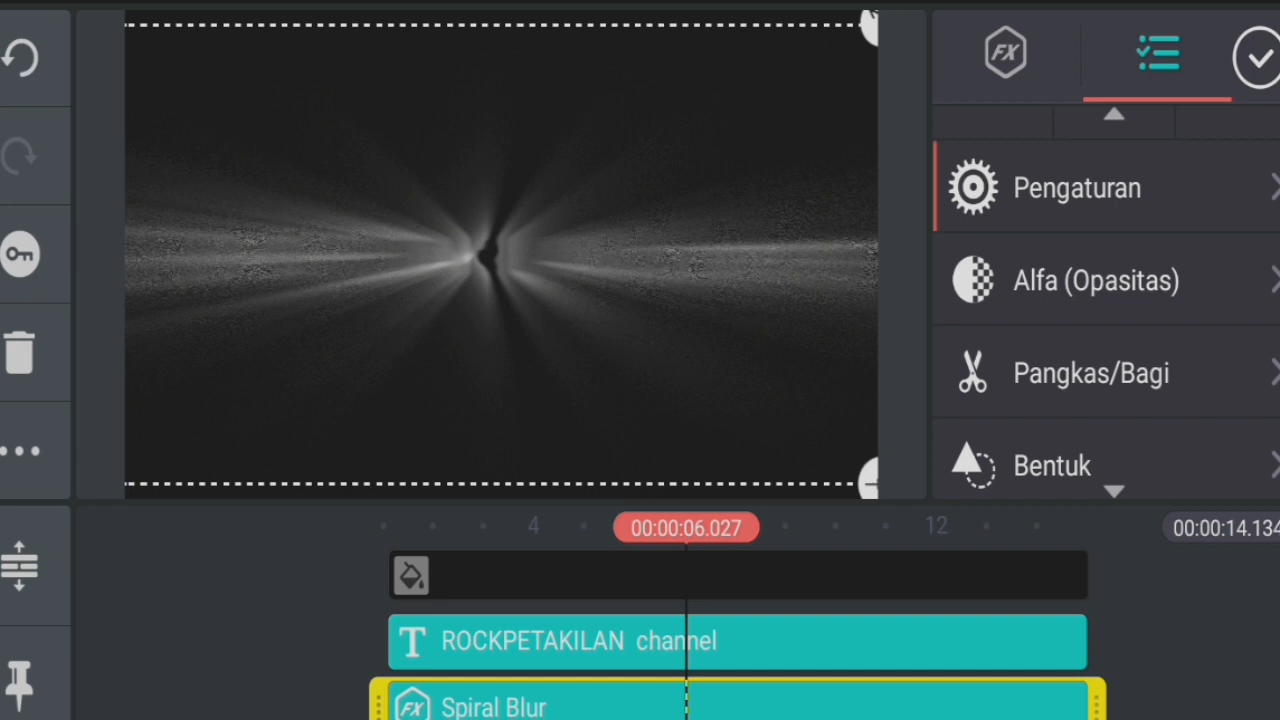 FX
Pengaturan
Alfa (Opasitas)
Pangkas/Bagi
Bentuk
4
00:00:06.027
12
00:00:14.134
T
ROCKPETAKILAN channel
FX
Spiral Blur